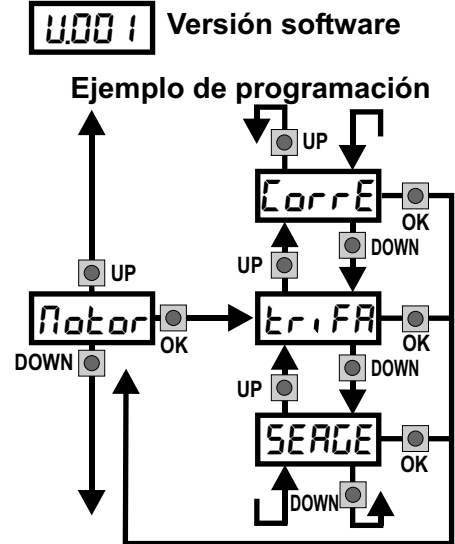 U.001 Versión software
Ejemplo de programación
UP
CorrE
OK
UP
UP
DOWN
Motor
OK
triFA
OK
DOWN
UP
DOWN
SEAGE
OK
DOWN